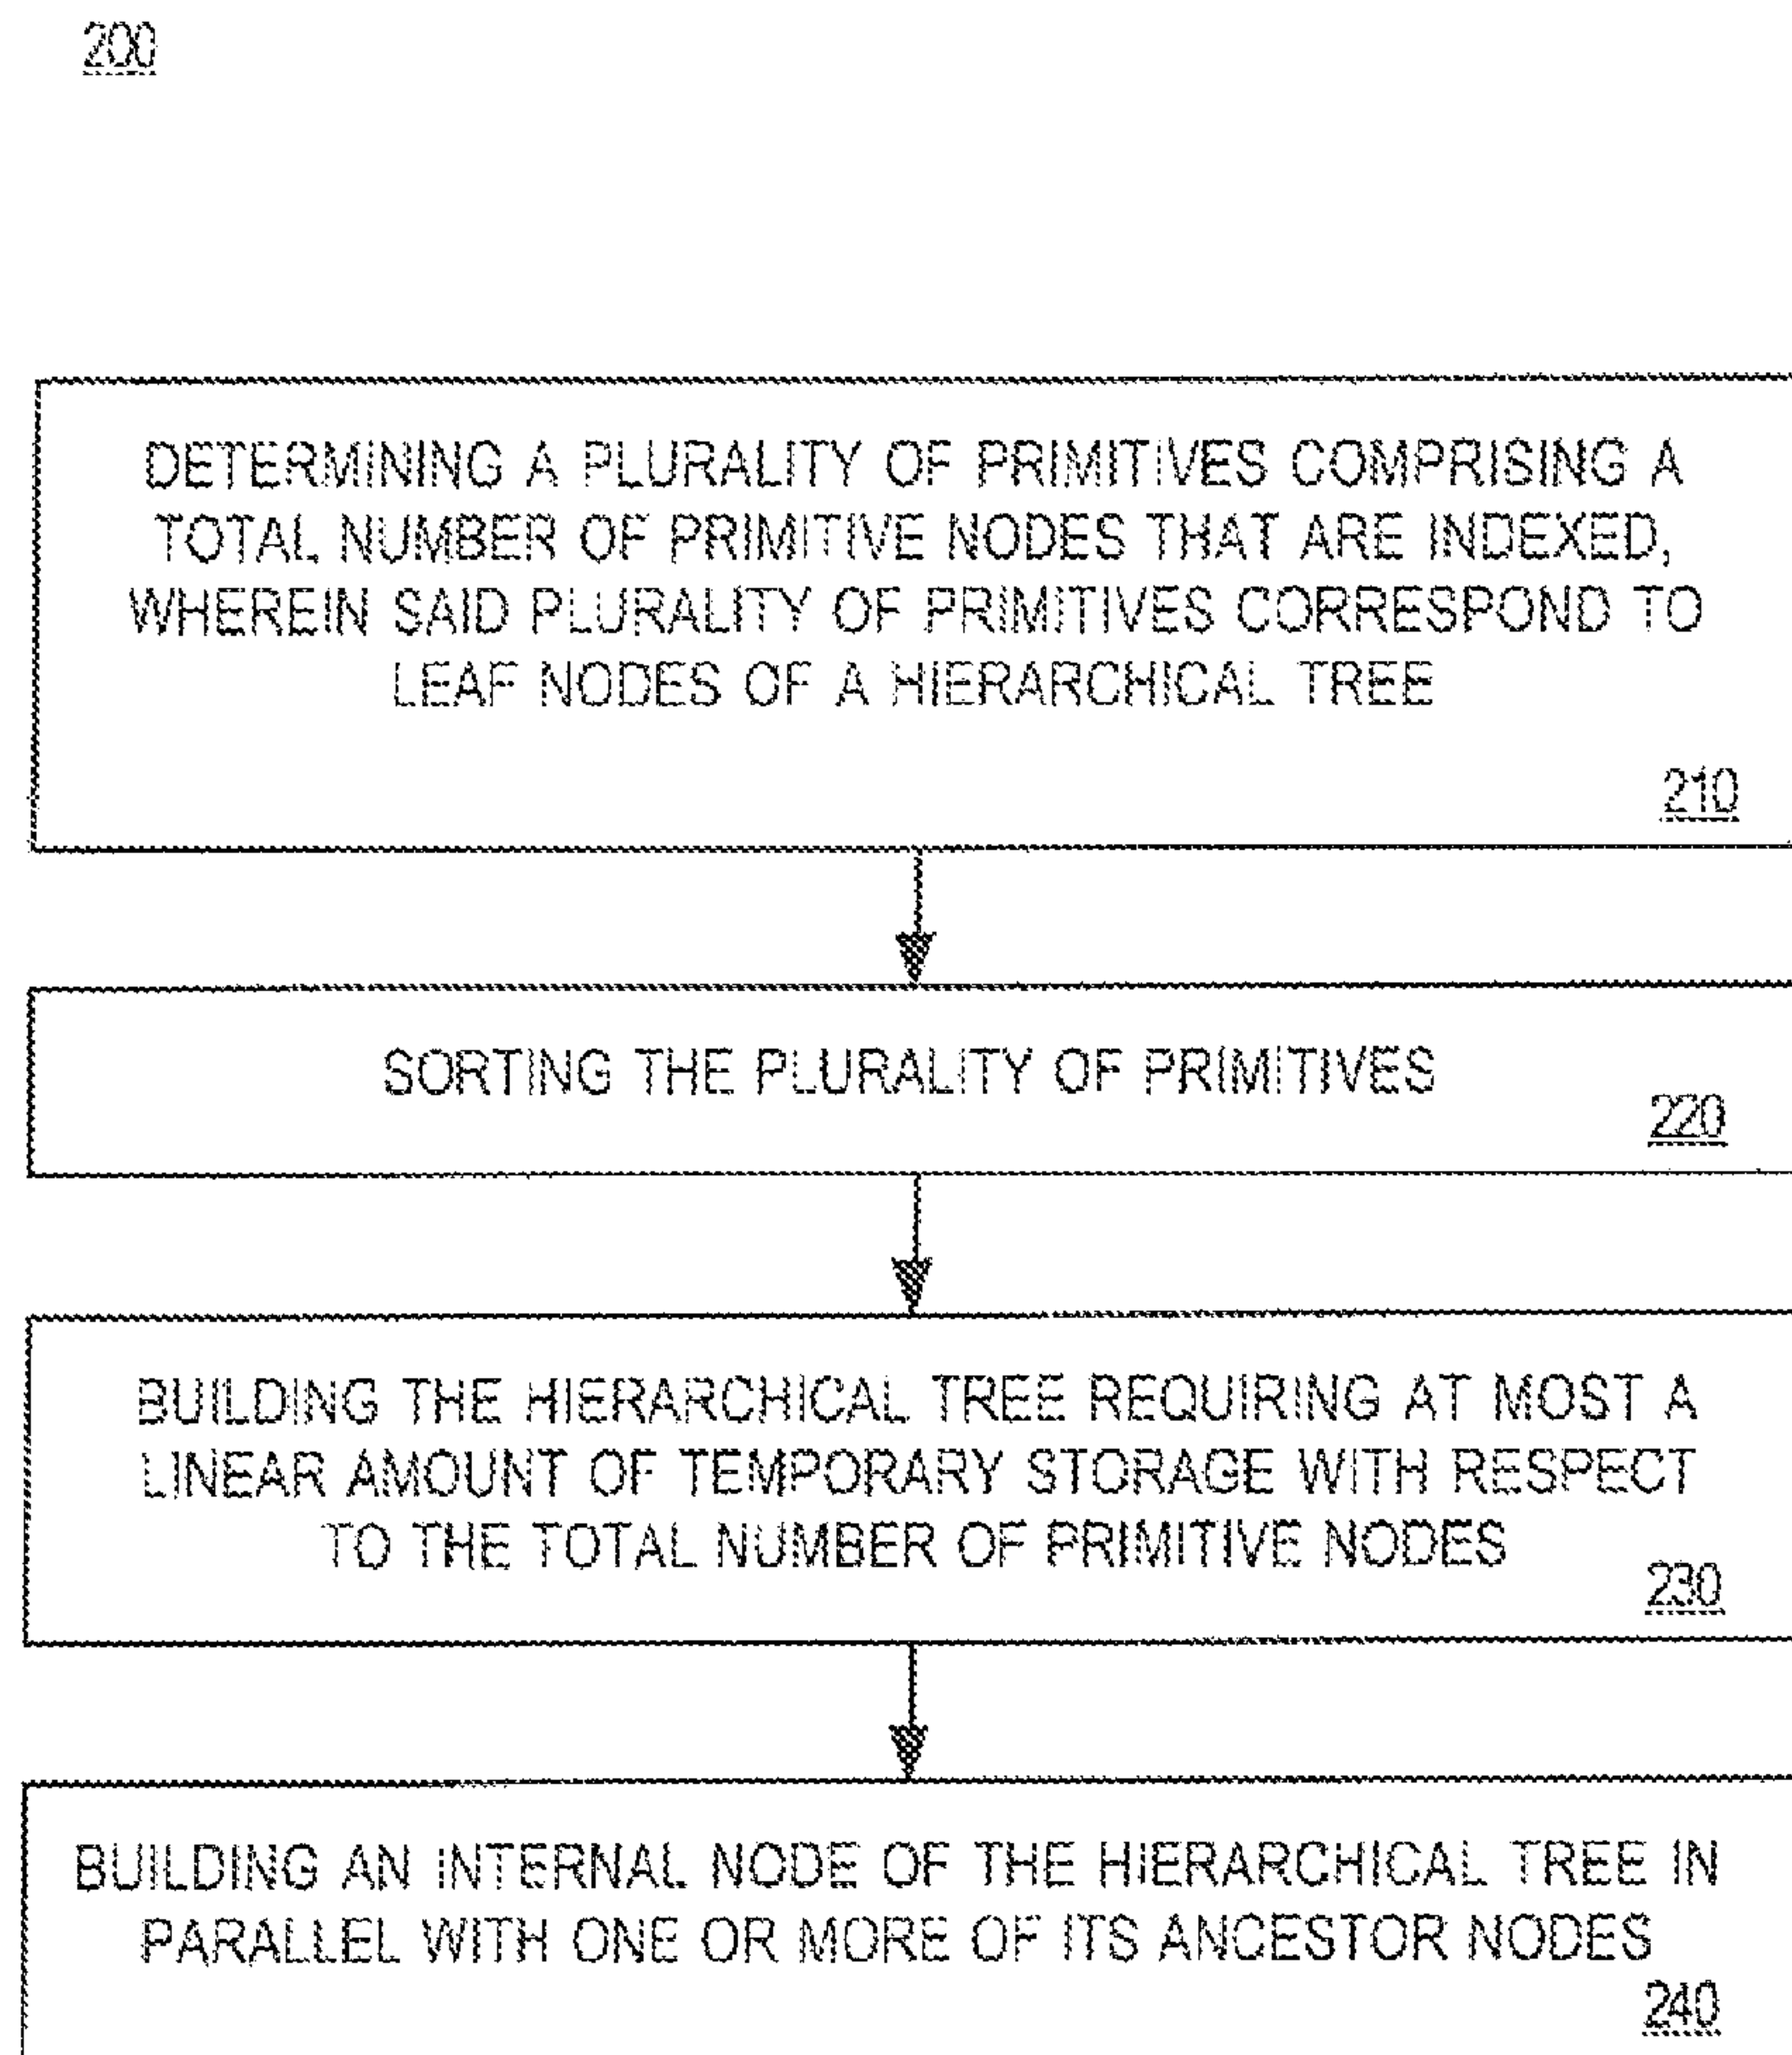 200
DETERMINING A PLURALITY OF PRIMITIVES COMPRISING A
TOTAL NUMBER OF PRIMITIVE NODES THAT ARE INDEXED,
WHEREIN SAID PLURALITY OF PRIMITIVES CORRESPOND TO
LEAF NODES OF A HIERARCHICAL TREE
210
SORTING THE PLURALITY OF PRIMITIVES
220
BUILDING THE HIERARCHICAL TREE REQUIRING AT MOST A
LINEAR AMOUNT OF TEMPORARY STORAGE WITH RESPECT
TO THE TOTAL NUMBER OF PRIMITIVE NODES
230
BUILDING AN INTERNAL NODE OF THE HIERARCHICAL TREE IN
PARALLEL WITH ONE OR MORE OF ITS ANCESTOR NODES
240